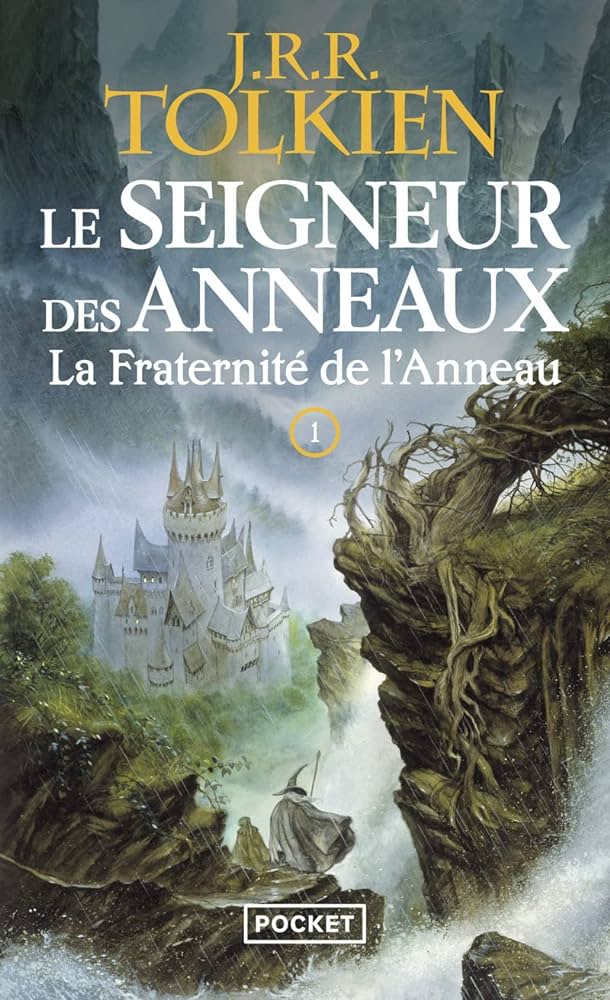 J.R.R.
TOLKIEN
LE SEIGNEUR
DES ANNEAUX
La Fraternité de l'Anneau
1
POCKET